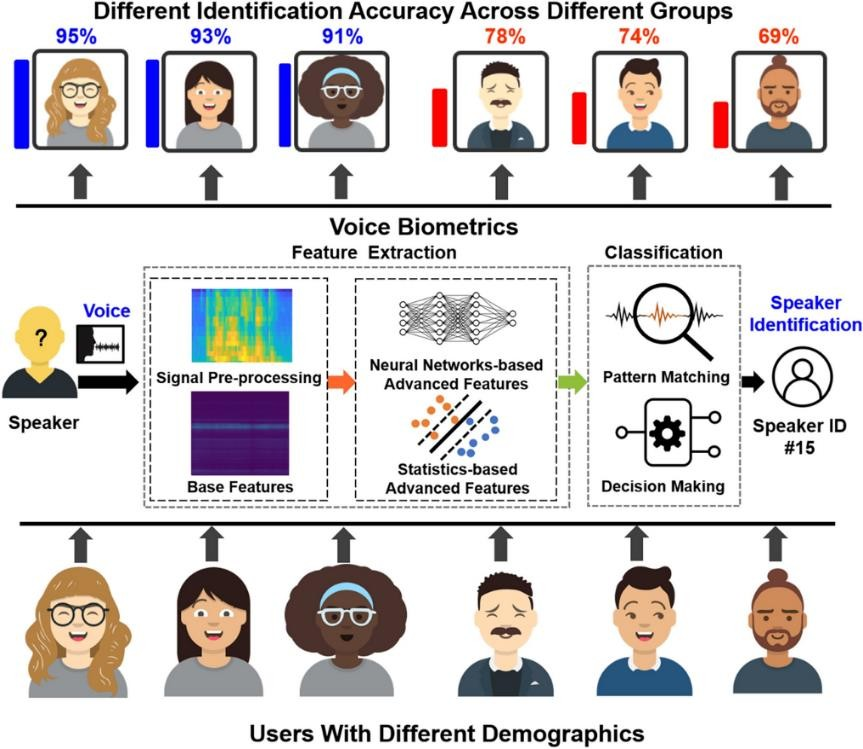 Different Identification Accuracy Across Different Groups
95% 93% 91% 78% 74% 69%
Voice Biometrics
Feature Extraction
Classification
Voice
?
Speaker
Signal Pre-processing
Base Features
Neural Networks-based
Advanced Features
Statistics-based
Advanced Features
Pattern Matching
Decision Making
Speaker
Identification
Speaker ID
#15
Users With Different Demographics